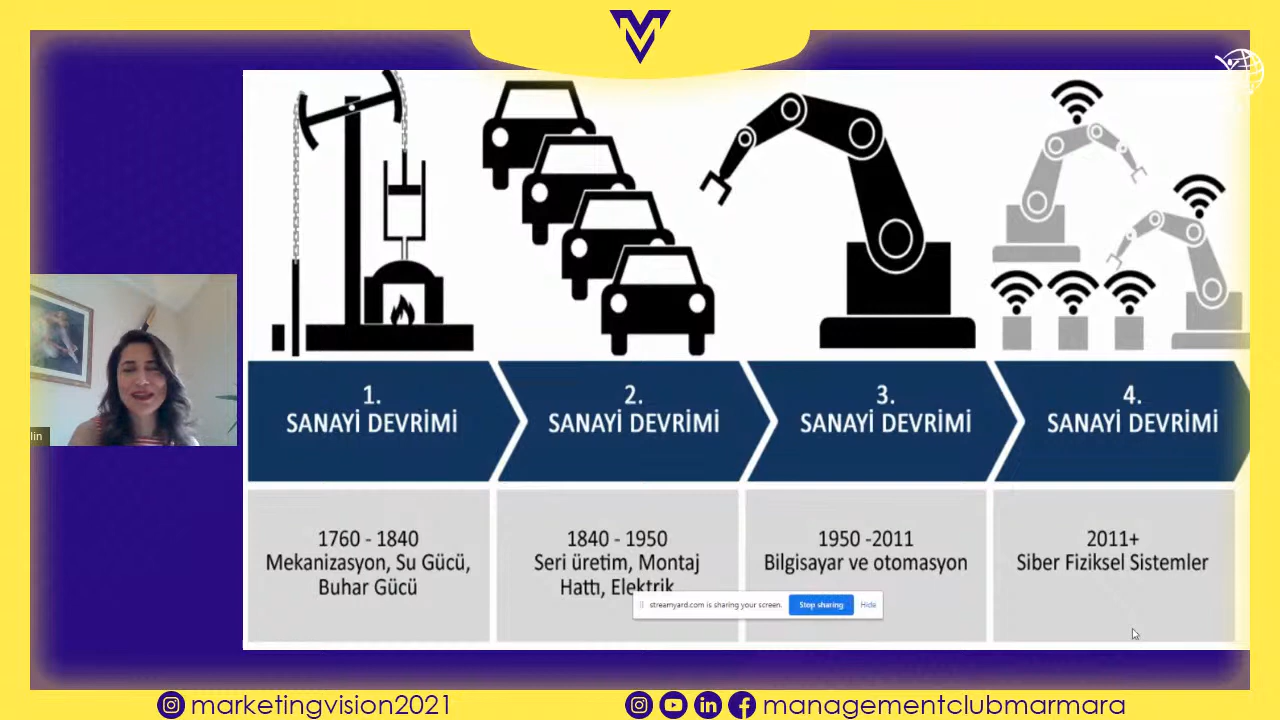 1.
SANAYİ DEVRİMİ
2.
SANAYİ DEVRİMİ
3.
SANAYİ DEVRİMİ
4.
SANAYİ DEVRİMİ
1760 - 1840
Mekanizasyon, Su Gücü,
Buhar Gücü
1840 - 1950
Seri üretim, Montaj
Hattı, Elektrik
1950 -2011
Bilgisayar ve otomasyon
2011+
Siber Fiziksel Sistemler
streamyard.com is sharing your screen.
Stop sharing
Hide
lin
marketingvision2021
managementclubmarmara